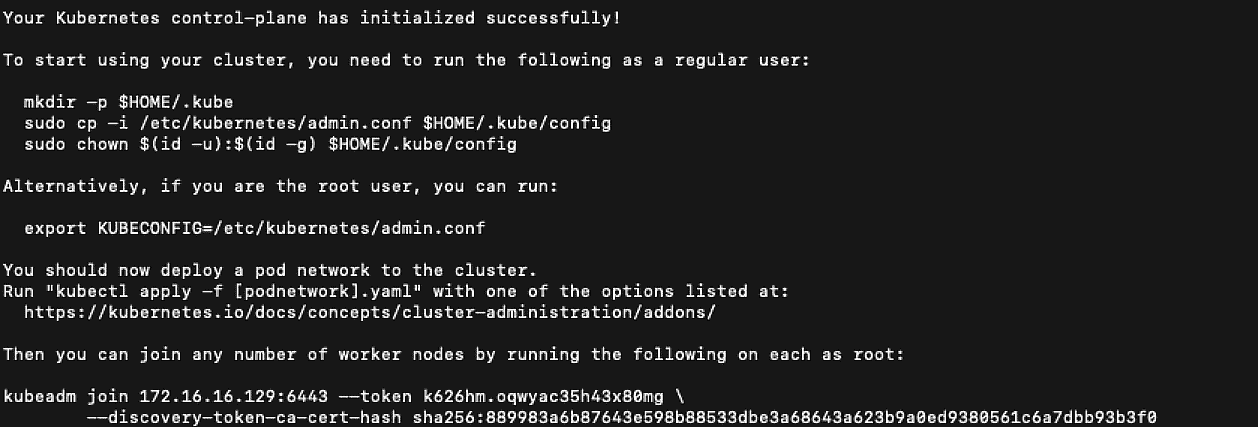 Your Kubernetes control-plane has initialized successfully!
To start using your cluster, you need to run the following as a regular user:
mkdir -p $HOME/.kube
sudo cp -i /etc/kubernetes/admin.conf $HOME/.kube/config
sudo chown $(id -u):$(id -g) $HOME/.kube/config
Alternatively, if you are the root user, you can run:
export KUBECONFIG=/etc/kubernetes/admin.conf
You should now deploy a pod network to the cluster.
Run "kubectl apply -f [podnetwork].yaml" with one of the options listed at:
https://kubernetes.io/docs/concepts/cluster-administration/addons/
Then you can join any number of worker nodes by running the following on each as root:
kubeadm join 172.16.16.129:6443 --token k626hm.oqwyac35h43x80mg \
--discovery-token-ca-cert-hash sha256:889983a6b87643e598b88533dbe3a68643a623b9a0ed9380561c6a7dbb93b3f0